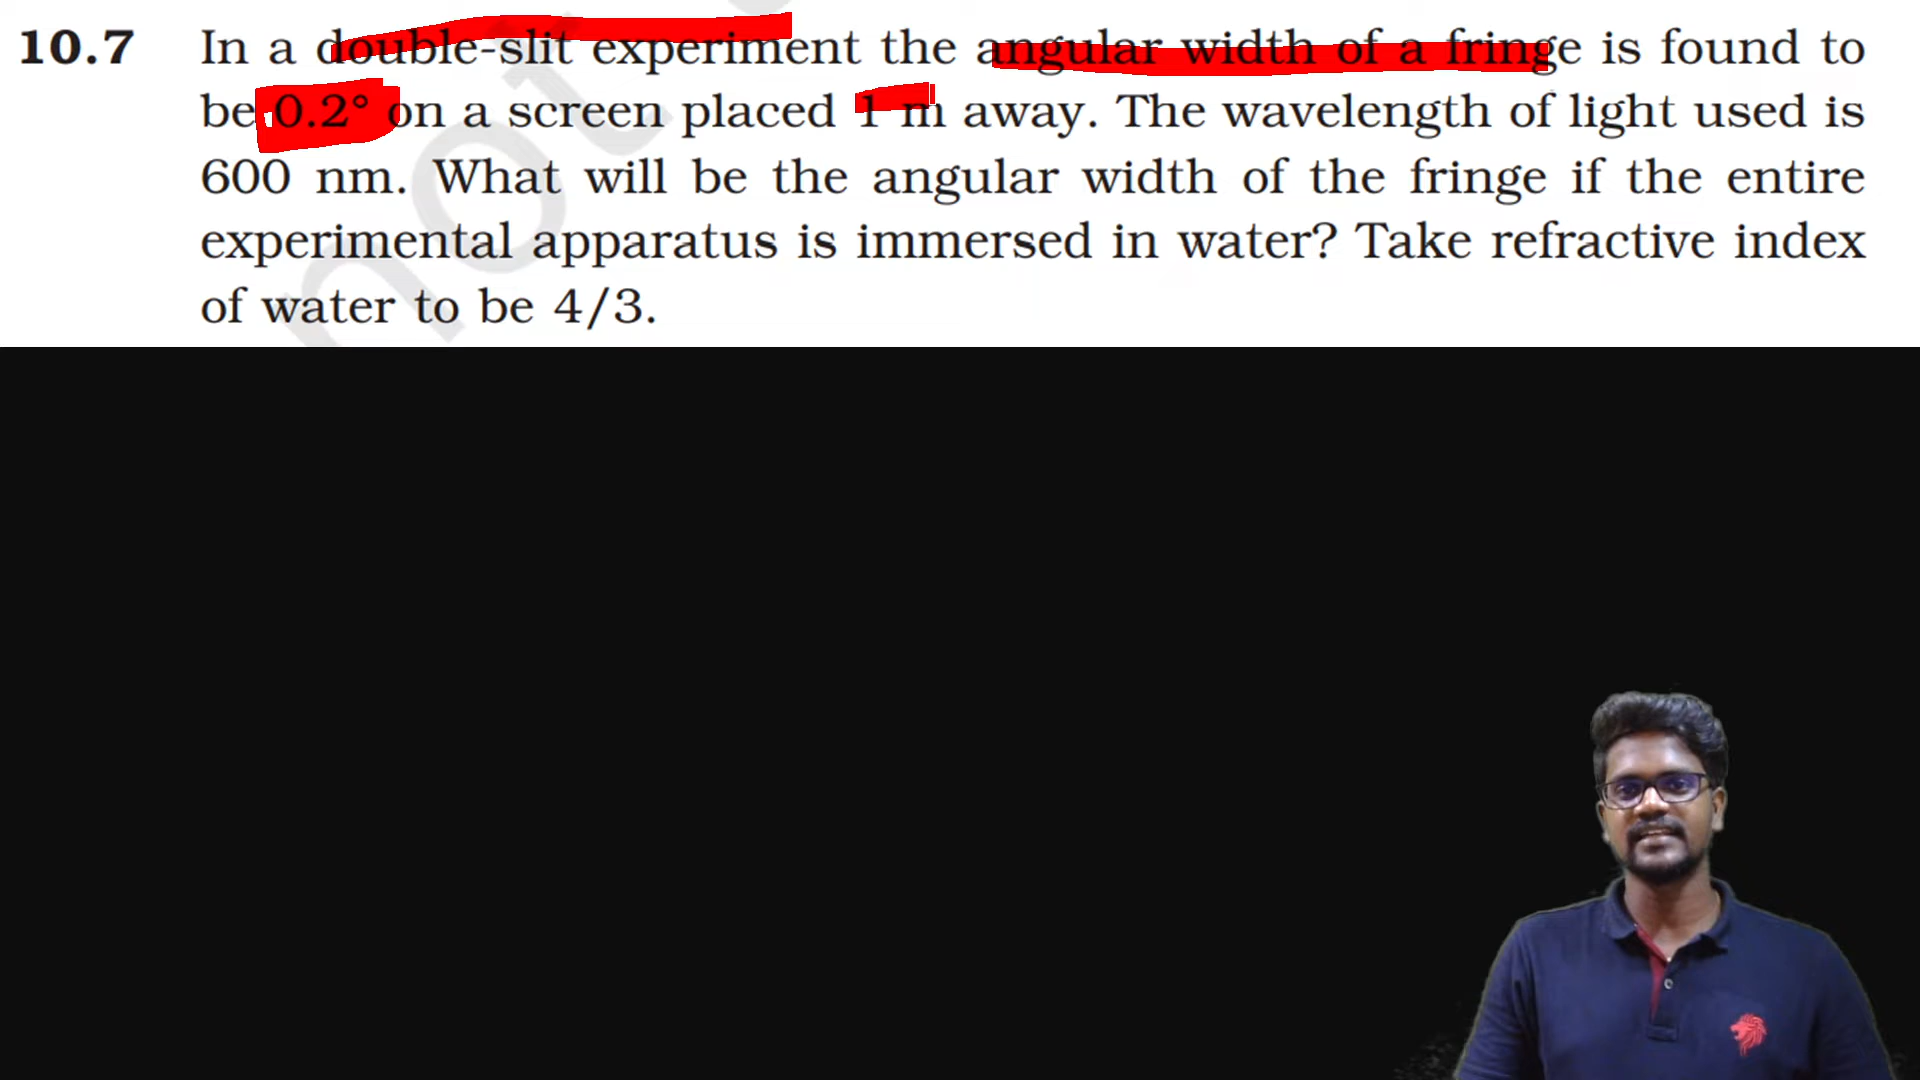 10.7 In a double-slit experiment the angular width of a fringe is found to
be 0.2° on a screen placed 1 m away. The wavelength of light used is
600 nm. What will be the angular width of the fringe if the entire
experimental apparatus is immersed in water? Take refractive index
of water to be 4/3.
not